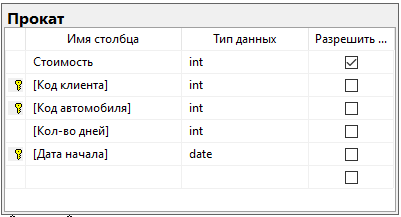 Прокат
Имя столбца Тип данных Разрешить ...
Стоимость int
[Код клиента] int
[Код автомобиля] int
[Кол-во дней] int
[Дата начала] date